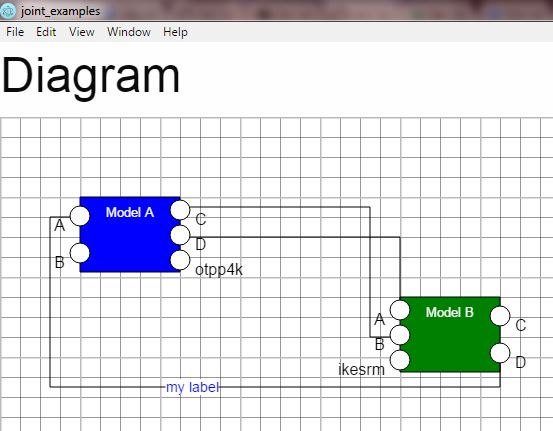 joint_examples
File Edit View Window Help
Diagram
Model A
A
C
D
B
otpp4k
Model B
A
C
B
D
ikesrm
my label